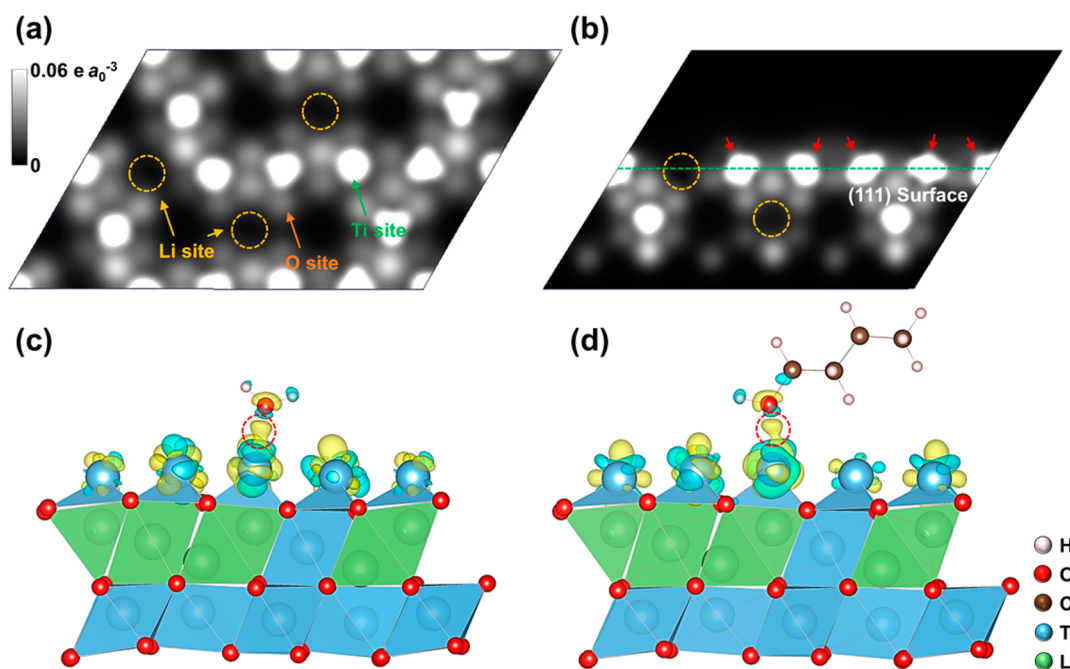 (a)
0.06 e a₀⁻³
0
Li site
O site
Ti site
(b)
(111) Surface
(c)
(d)
H
C
T
L